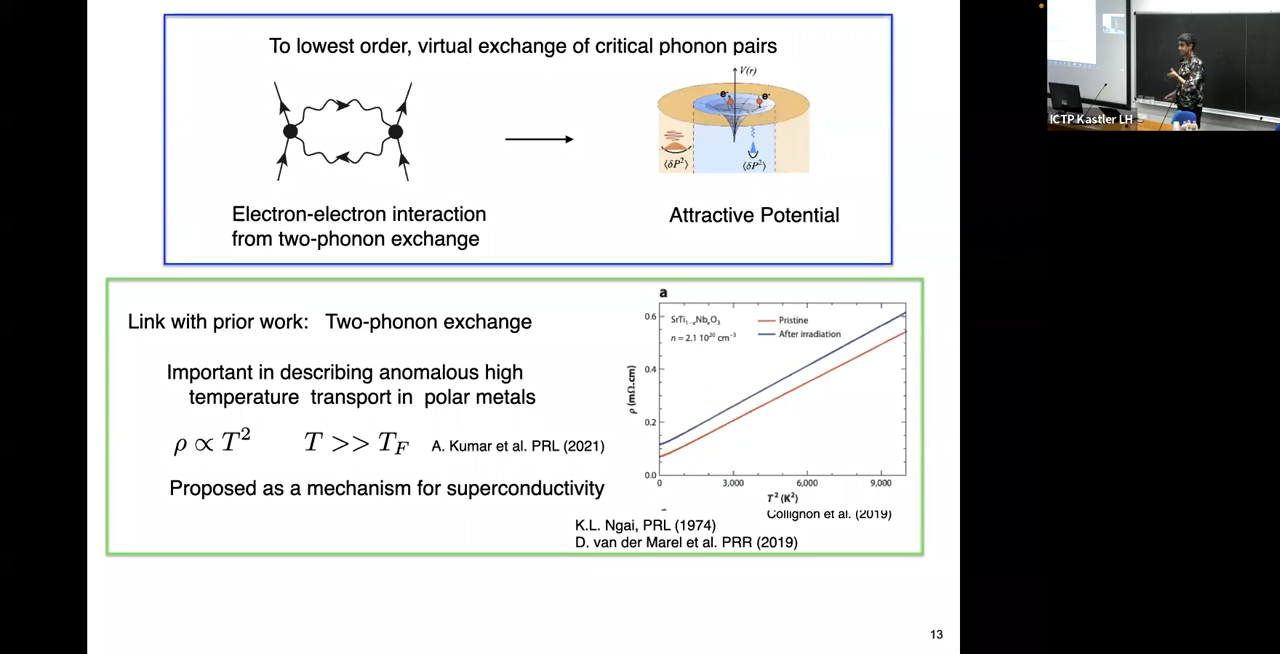 To lowest order, virtual exchange of critical phonon pairs
V(r)
e⁻ e⁻
⟨δP²⟩ ⟨δP²⟩
Electron-electron interaction
from two-phonon exchange
Attractive Potential
ICTP Kastler LH
Link with prior work: Two-phonon exchange
Important in describing anomalous high
temperature transport in polar metals
ρ ∝ T² T >> T_F A. Kumar et al. PRL (2021)
Proposed as a mechanism for superconductivity
K.L. Ngai, PRL (1974)
D. van der Marel et al. PRR (2019)
a
SrTi₁₋ₓNbₓO₃
n = 2.1 10²⁰ cm⁻³
Pristine
After irradiation
ρ (mΩ.cm)
0.6
0.4
0.2
0.0
0 3,000 6,000 9,000
T² (K²)
Collignon et al. (2019)
13